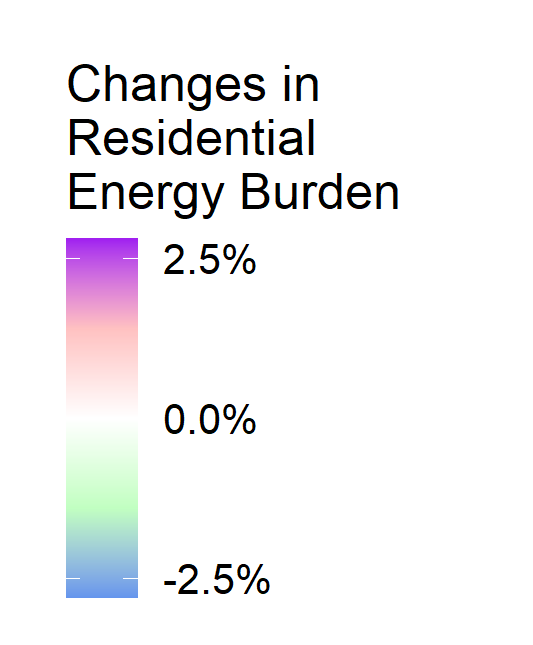 Changes in
Residential
Energy Burden
2.5%
0.0%
-2.5%